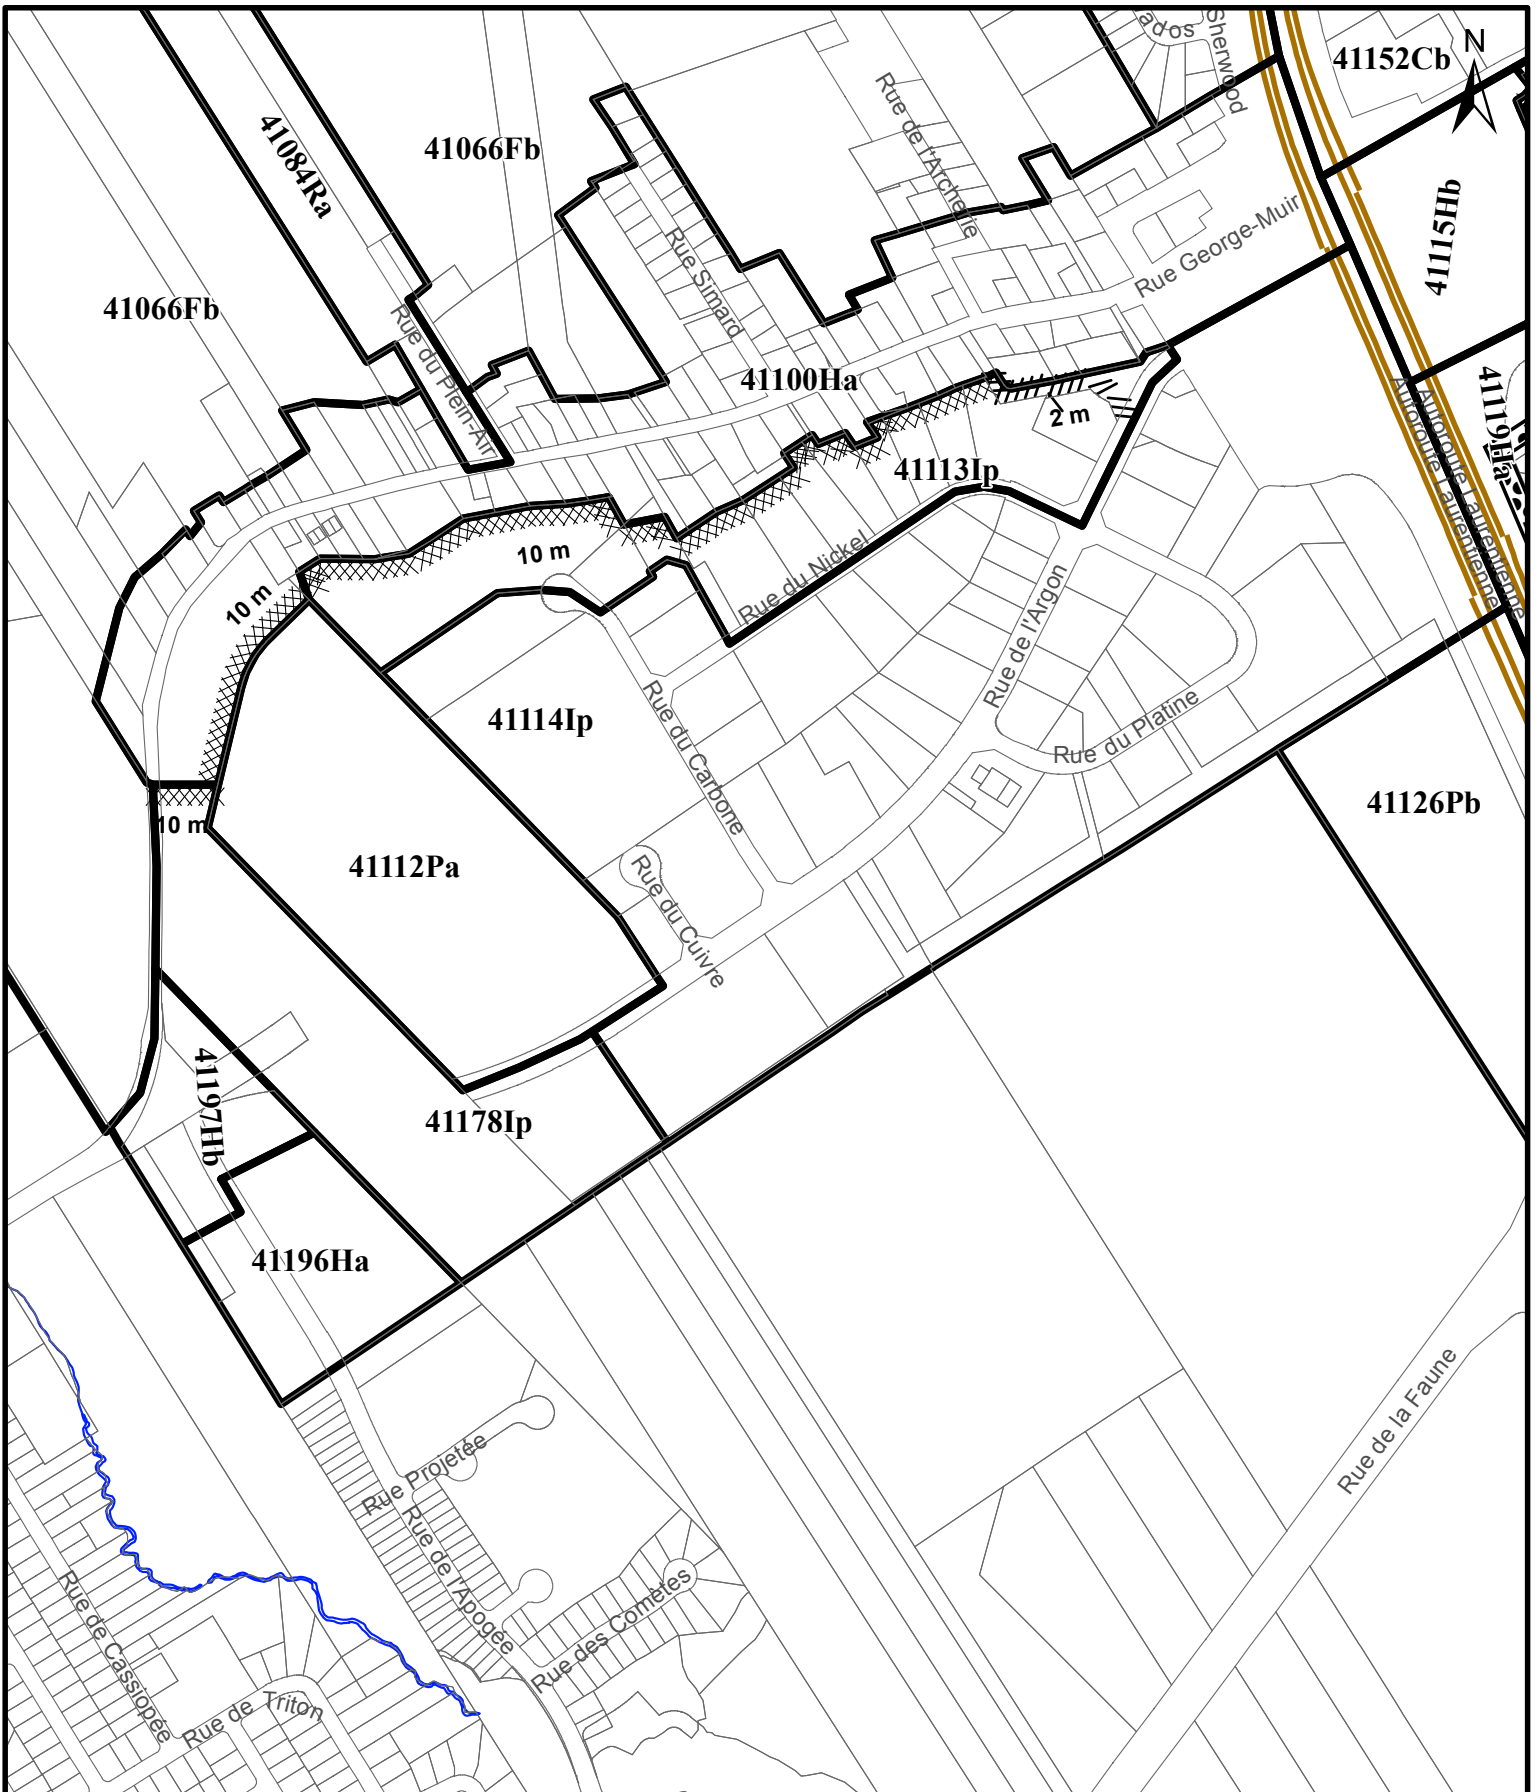 ados
Sherwood
N
41152Cb
41084Ra
41066Fb
Rue de l'Archerie
41115Hb
Rue George-Muir
Rue Simard
41066Fb
Rue du Plein-Air
41100Ha
2 m
41119Ha
Autoroute Laurentienne
Autoroute Laurentienne
41113Ip
10 m
10 m
Rue du Nickel
Rue de l'Argon
41114Ip
Rue du Carbone
Rue du Platine
10 m
41126Pb
41112Pa
Rue du Cuivre
41197Hb
41178Ip
41196Ha
Rue de la Faune
Rue Projetée
Rue de l'Apogée
Rue des Comètes
Rue de Cassiopée
Rue de Triton